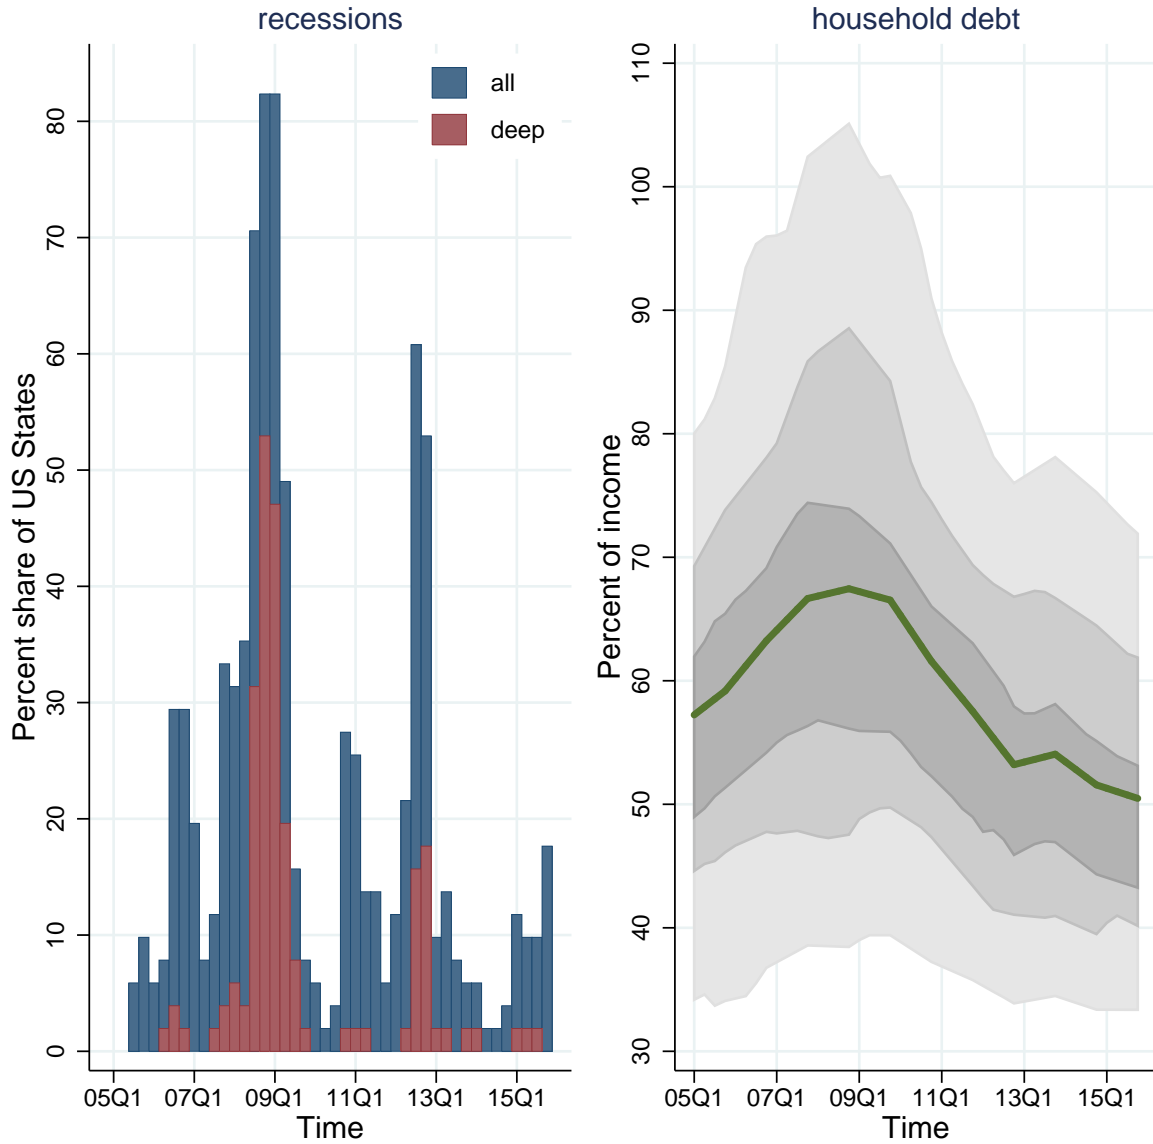 recessions
all
deep
Percent share of US States
80
70
60
50
40
30
20
10
0
05Q1 07Q1 09Q1 11Q1 13Q1 15Q1
Time
household debt
Percent of income
110
100
90
80
70
60
50
40
30
05Q1 07Q1 09Q1 11Q1 13Q1 15Q1
Time